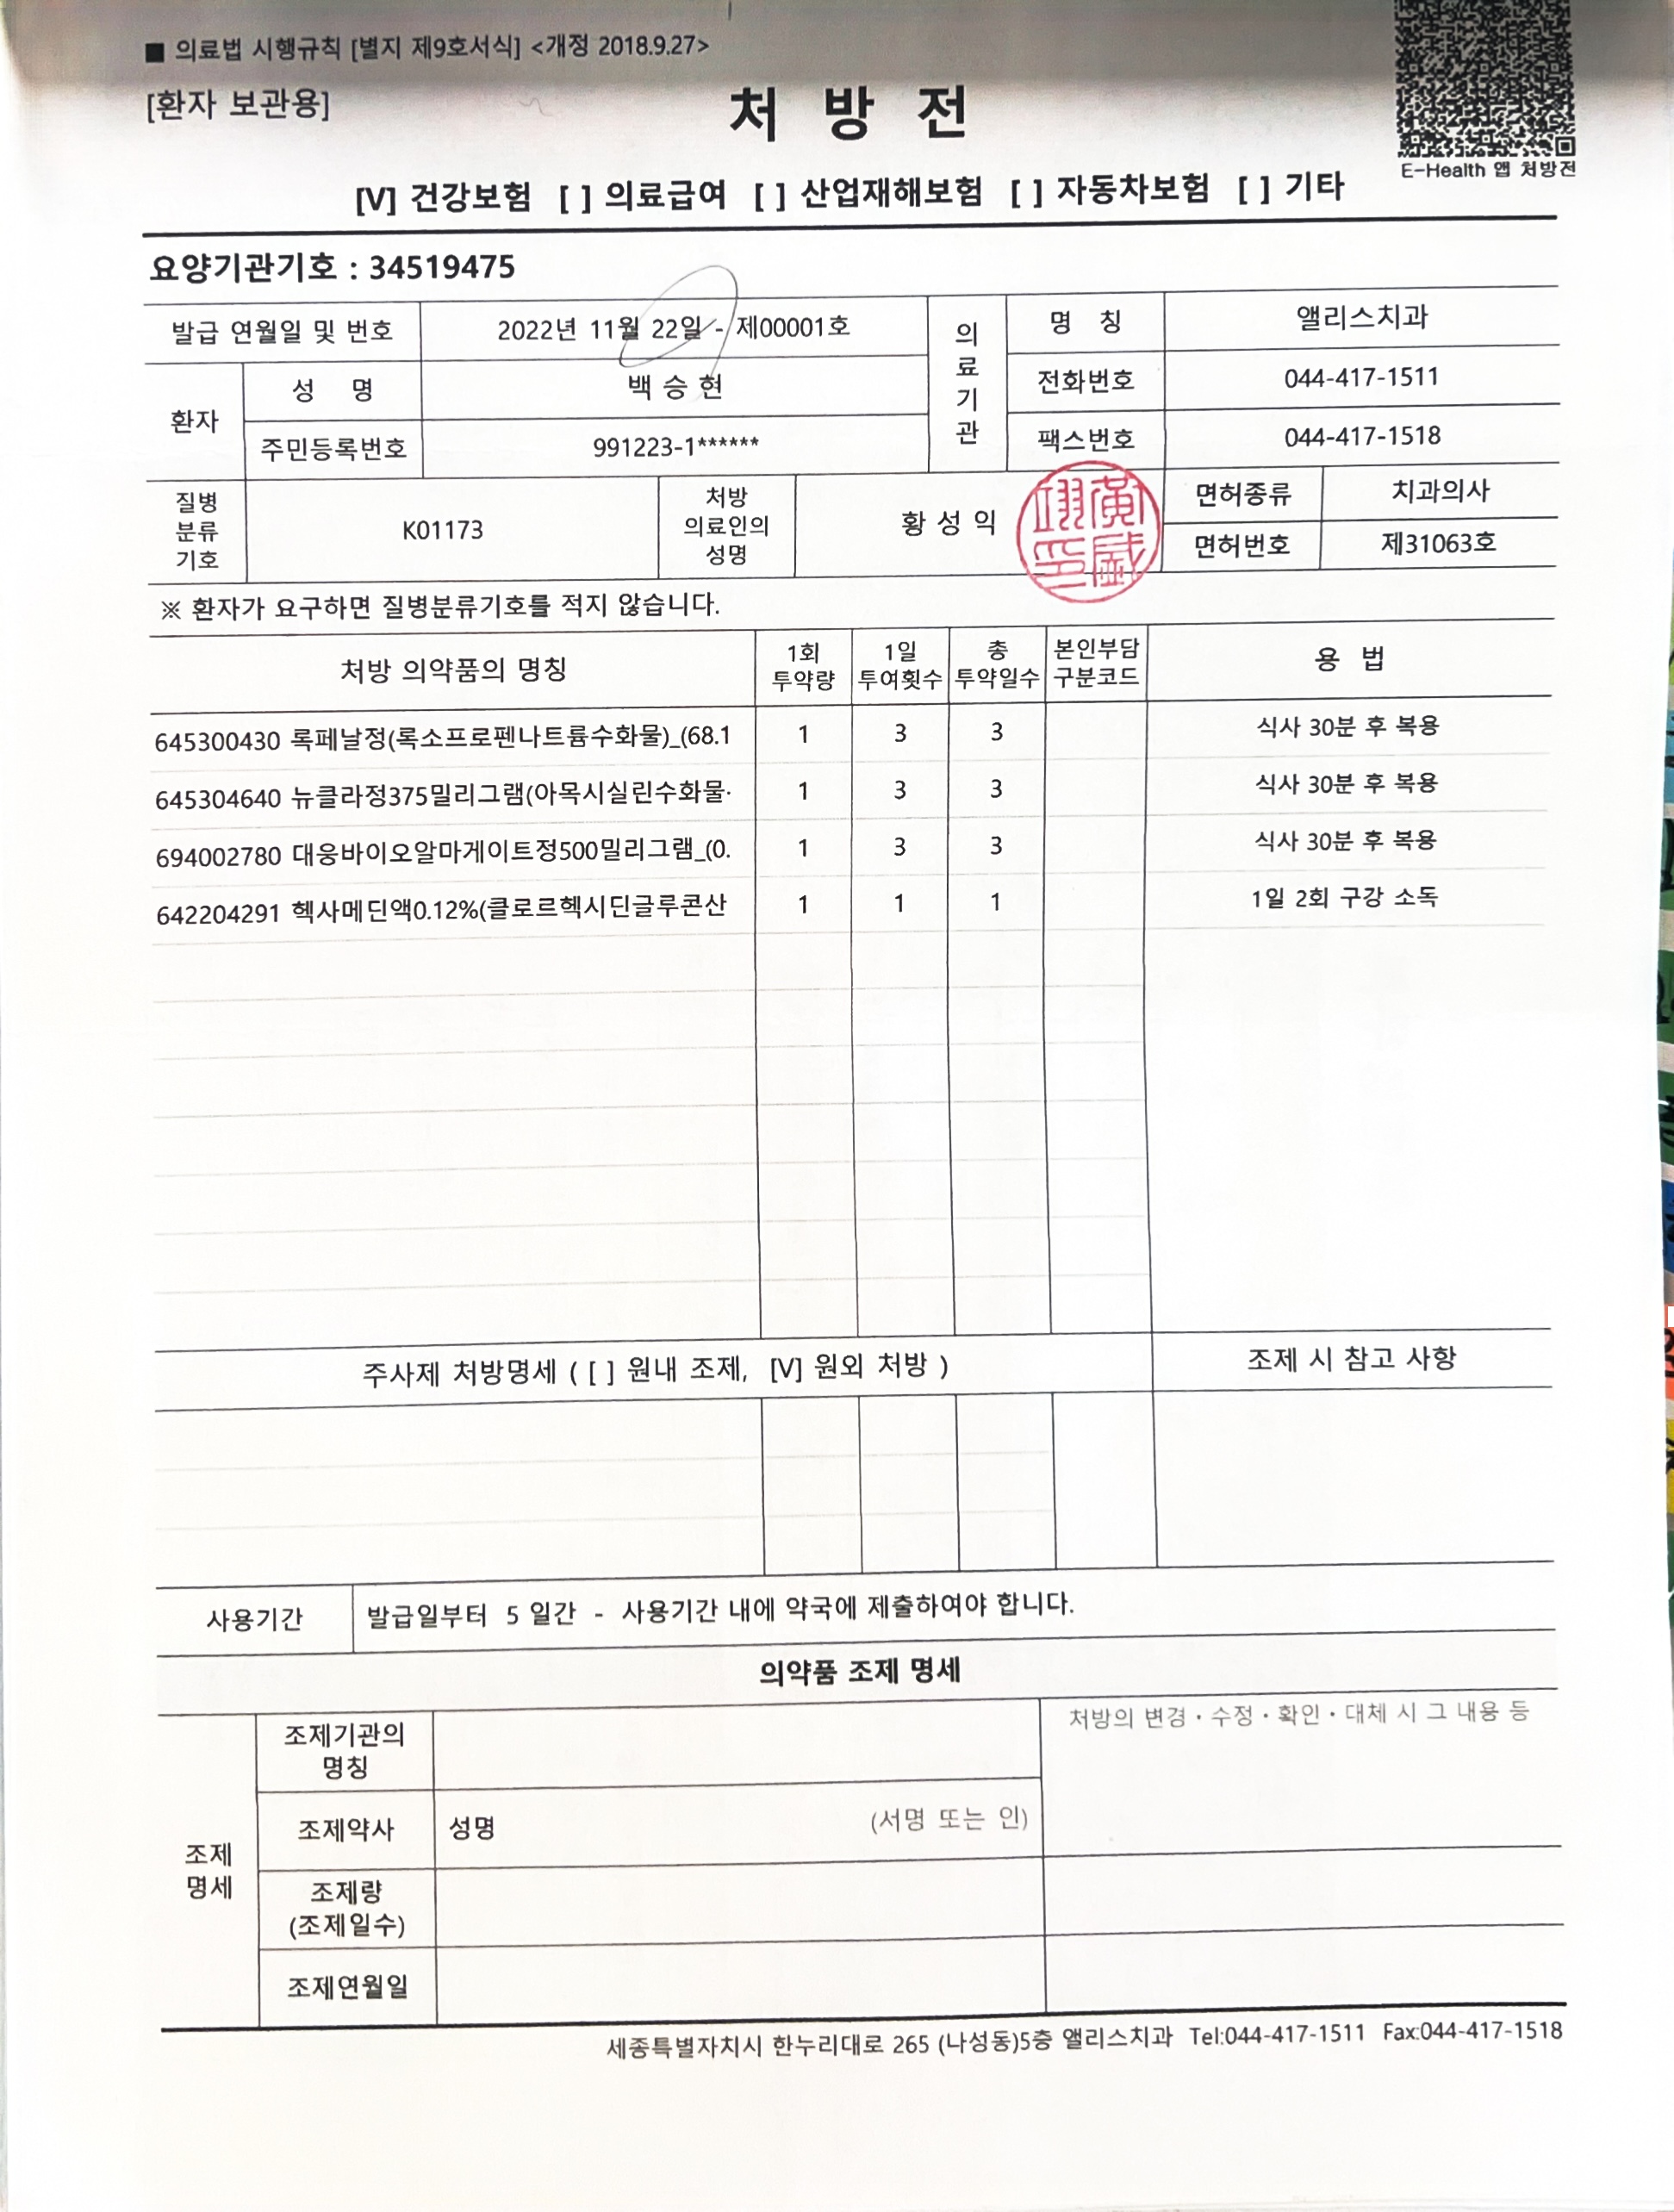 ■ 의료법 시행규칙 [별지 제9호서식] <개정 2018.9.27>
[환자 보관용]
처 방 전
E-Health 앱 처방전
[V] 건강보험 [ ] 의료급여 [ ] 산업재해보험 [ ] 자동차보험 [ ] 기타
요양기관기호 : 34519475
발급 연월일 및 번호 2022년 11월 22일 - 제00001호
의료기관
명 칭 앨리스치과
환자
성 명 백 승 현
전화번호 044-417-1511
주민등록번호 991223-1******
팩스번호 044-417-1518
질병
분류
기호
K01173
처방
의료인의
성명
황 성 익
면허종류 치과의사
면허번호 제31063호
※ 환자가 요구하면 질병분류기호를 적지 않습니다.
처방 의약품의 명칭 1회 투약량 1일 투여횟수 총 투약일수 본인부담 구분코드 용 법
645300430 록페날정(록소프로펜나트륨수화물)_(68.1 1 3 3 식사 30분 후 복용
645304640 뉴클라정375밀리그램(아목시실린수화물· 1 3 3 식사 30분 후 복용
694002780 대웅바이오알마게이트정500밀리그램_(0. 1 3 3 식사 30분 후 복용
642204291 헥사메딘액0.12%(클로르헥시딘글루콘산 1 1 1 1일 2회 구강 소독
주사제 처방명세 ( [ ] 원내 조제, [V] 원외 처방 ) 조제 시 참고 사항
사용기간 발급일부터 5 일간 - 사용기간 내에 약국에 제출하여야 합니다.
의약품 조제 명세
조제
명세
조제기관의
명칭
처방의 변경・수정・확인・대체 시 그 내용 등
조제약사 성명 (서명 또는 인)
조제량
(조제일수)
조제연월일
세종특별자치시 한누리대로 265 (나성동)5층 앨리스치과 Tel:044-417-1511 Fax:044-417-1518